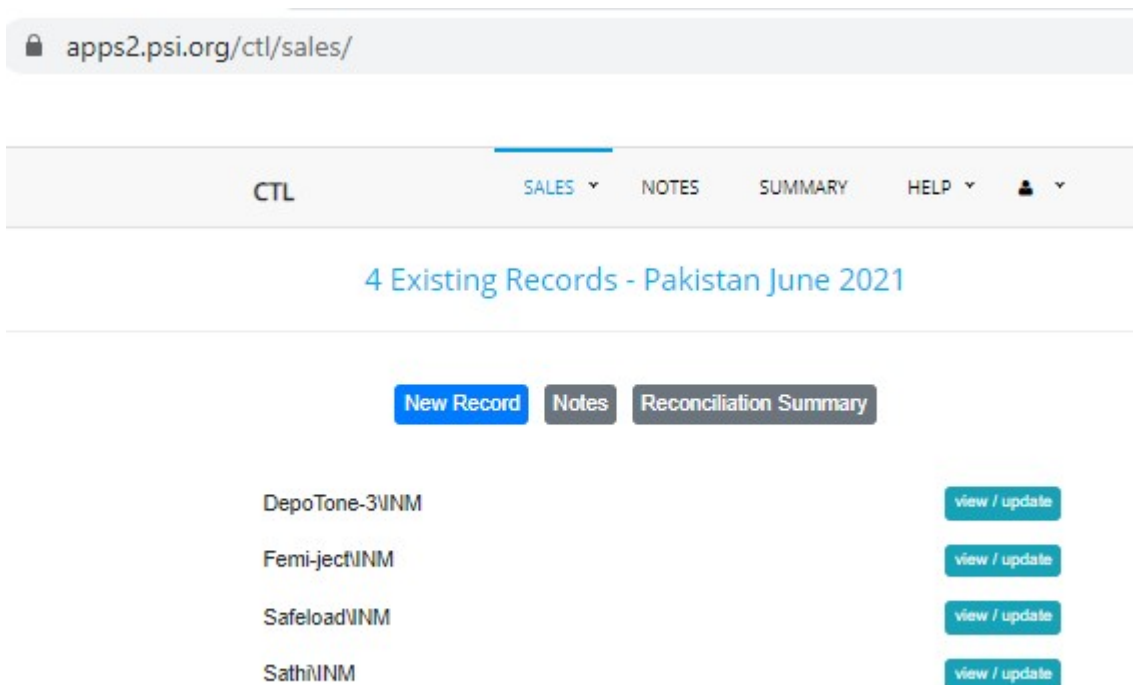 apps2.psi.org/ctl/sales/
CTL SALES NOTES SUMMARY HELP
4 Existing Records - Pakistan June 2021
New Record Notes Reconciliation Summary
DepoTone-3\INM view / update
Femi-ject\INM view / update
Safeload\INM view / update
Sathi\INM view / update